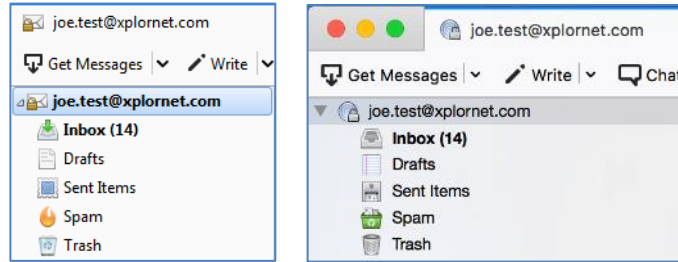 joe.test@xplornet.com
Get Messages Write
joe.test@xplornet.com
Inbox (14)
Drafts
Sent Items
Spam
Trash
joe.test@xplornet.com
Get Messages Write Chat
joe.test@xplornet.com
Inbox (14)
Drafts
Sent Items
Spam
Trash